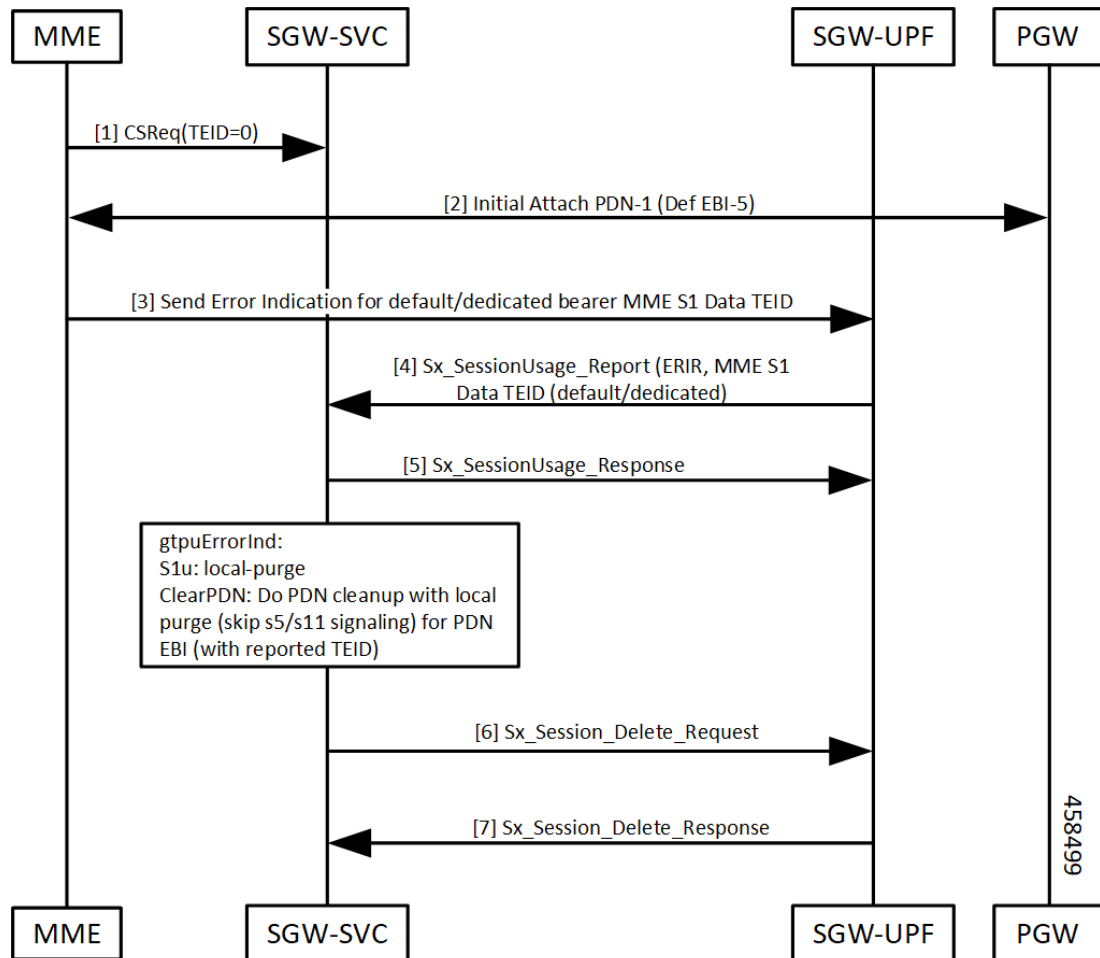 MME
SGW-SVC
SGW-UPF
PGW
[1] CSReq(TEID=0)
[2] Initial Attach PDN-1 (Def EBI-5)
[3] Send Error Indication for default/dedicated bearer MME S1 Data TEID
[4] Sx_SessionUsage_Report (ERIR, MME S1
Data TEID (default/dedicated)
[5] Sx_SessionUsage_Response
gtpuErrorInd:
S1u: local-purge
ClearPDN: Do PDN cleanup with local
purge (skip s5/s11 signaling) for PDN
EBI (with reported TEID)
[6] Sx_Session_Delete_Request
[7] Sx_Session_Delete_Response
458499
MME
SGW-SVC
SGW-UPF
PGW